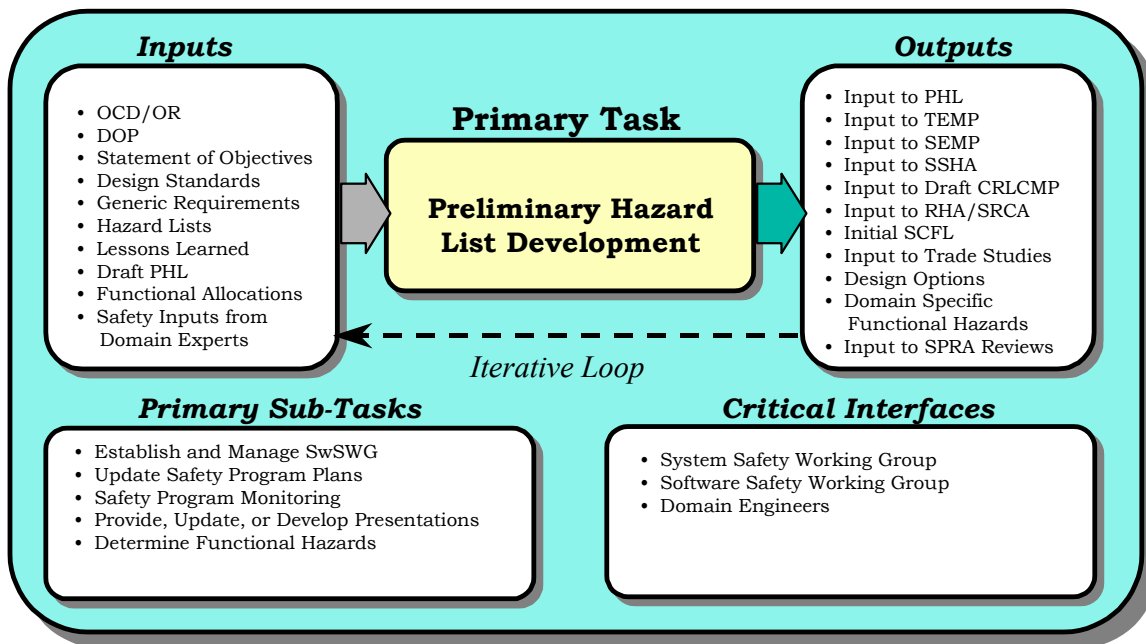 Inputs
• OCD/OR
• DOP
• Statement of Objectives
• Design Standards
• Generic Requirements
• Hazard Lists
• Lessons Learned
• Draft PHL
• Functional Allocations
• Safety Inputs from
Domain Experts
Primary Task
Preliminary Hazard
List Development
Outputs
• Input to PHL
• Input to TEMP
• Input to SEMP
• Input to SSHA
• Input to Draft CRLCMP
• Input to RHA/SRCA
• Initial SCFL
• Input to Trade Studies
• Design Options
• Domain Specific
Functional Hazards
• Input to SPRA Reviews
Iterative Loop
Primary Sub-Tasks
• Establish and Manage SwSWG
• Update Safety Program Plans
• Safety Program Monitoring
• Provide, Update, or Develop Presentations
• Determine Functional Hazards
Critical Interfaces
• System Safety Working Group
• Software Safety Working Group
• Domain Engineers